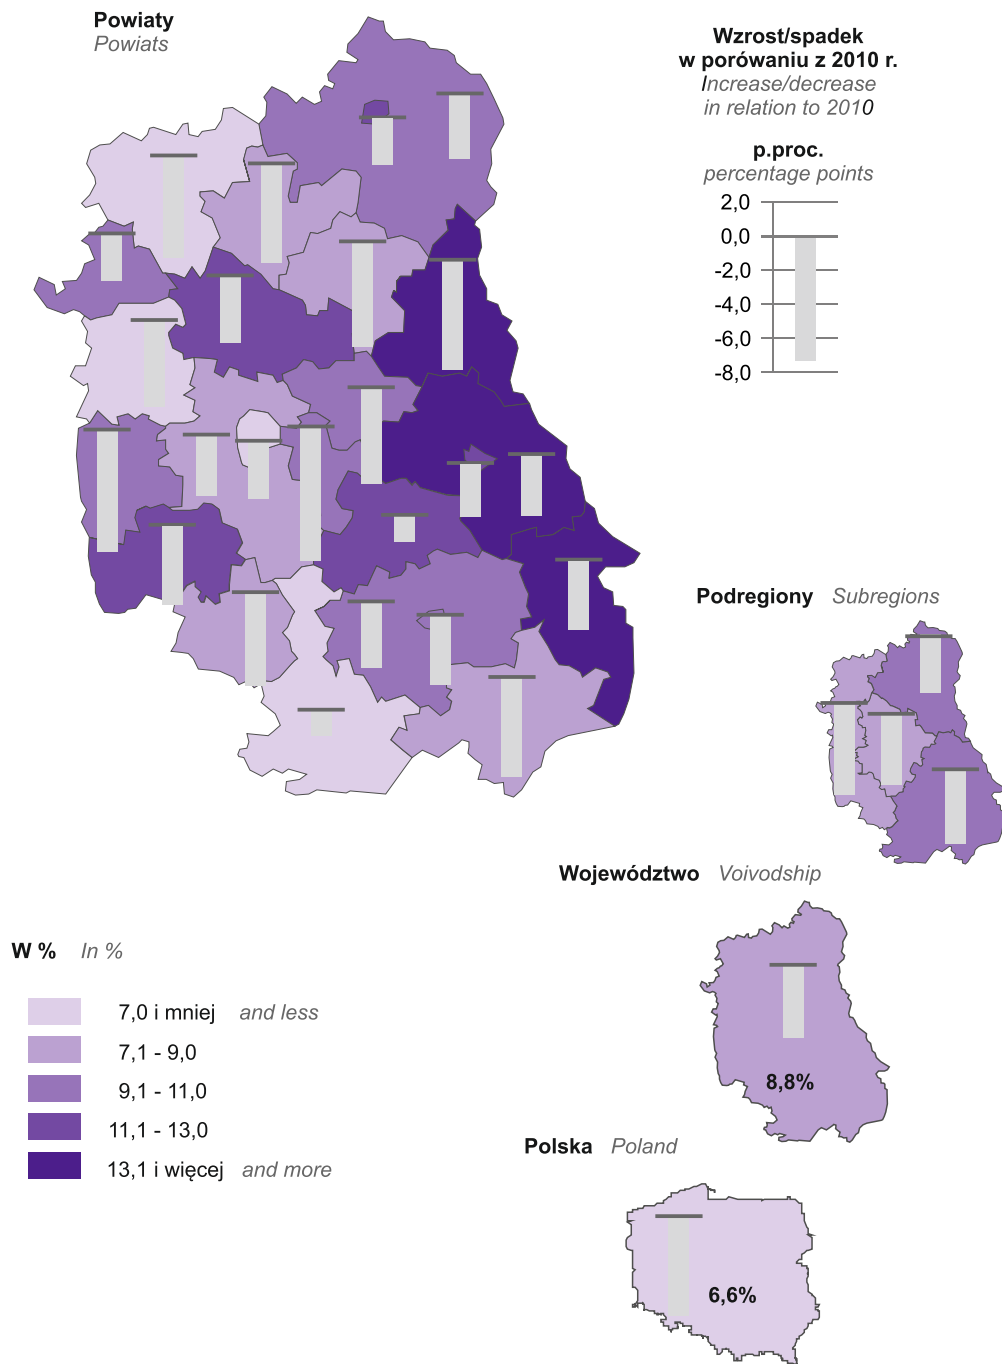 Powiaty
Powiats
Wzrost/spadek
w porówaniu z 2010 r.
Increase/decrease
in relation to 2010
p.proc.
percentage points
2,0
0,0
-2,0
-4,0
-6,0
-8,0
Podregiony Subregions
Województwo Voivodship
8,8%
W % In %
7,0 i mniej and less
7,1 - 9,0
9,1 - 11,0
11,1 - 13,0
13,1 i więcej and more
Polska Poland
6,6%